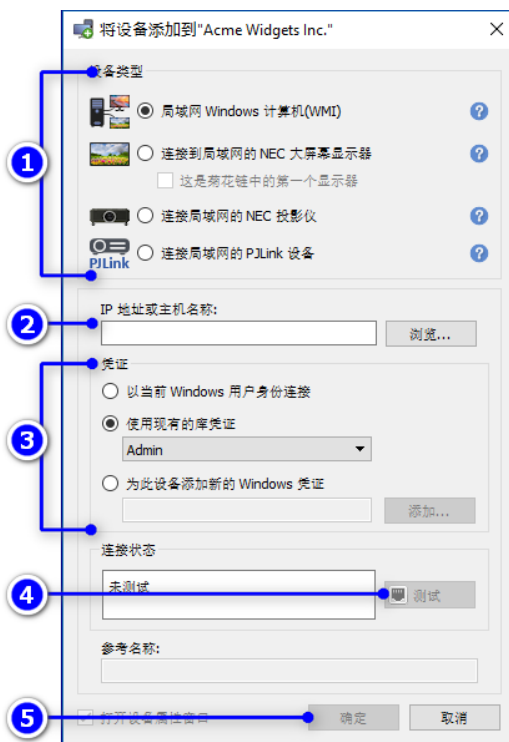 将设备添加到"Acme Widgets Inc."
设备类型
局域网 Windows 计算机(WMI)
连接到局域网的 NEC 大屏幕显示器
这是菊花链中的第一个显示器
连接局域网的 NEC 投影仪
PJLink
连接局域网的 PJLink 设备
1
IP 地址或主机名称:
2
浏览...
凭证
以当前 Windows 用户身份连接
使用现有的库凭证
3
Admin
为此设备添加新的 Windows 凭证
添加...
连接状态
未测试
4
测试
参考名称:
5
打开设备属性窗口
确定
取消